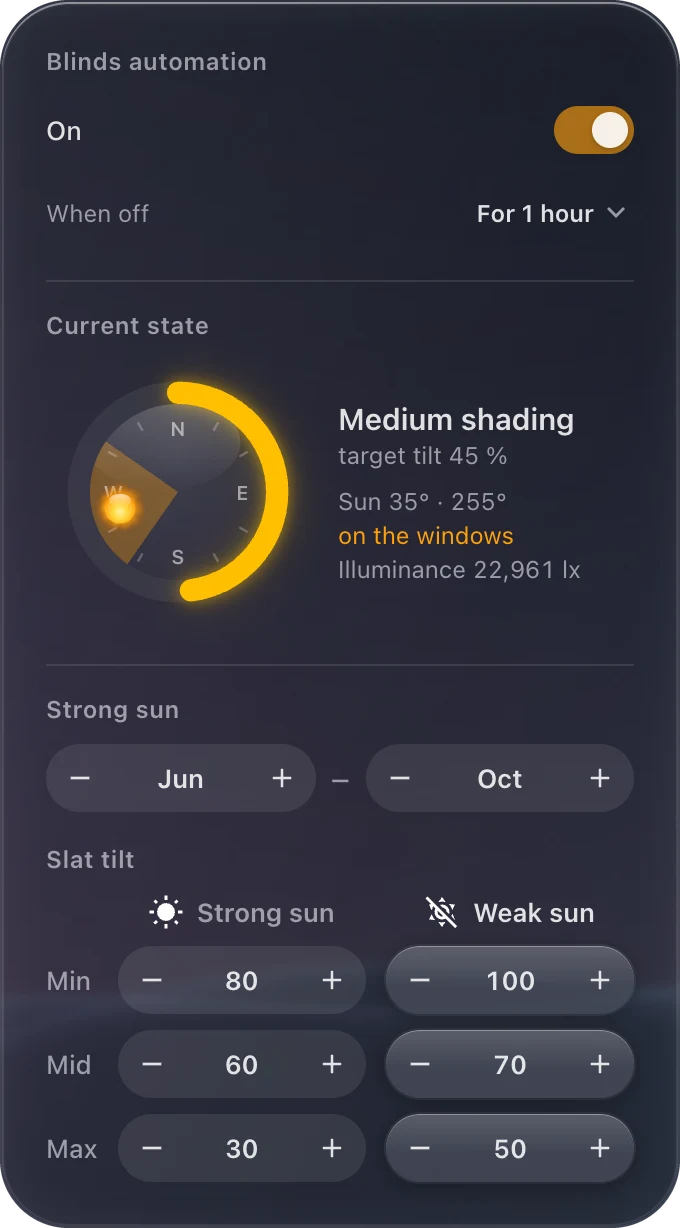 Blinds automation
On
When off For 1 hour
Current state
N
W E
S
Medium shading
target tilt 45 %
Sun 35° · 255°
on the windows
Illuminance 22,961 lx
Strong sun
− Jun + – − Oct +
Slat tilt
Strong sun Weak sun
Min − 80 + − 100 +
Mid − 60 + − 70 +
Max − 30 + − 50 +